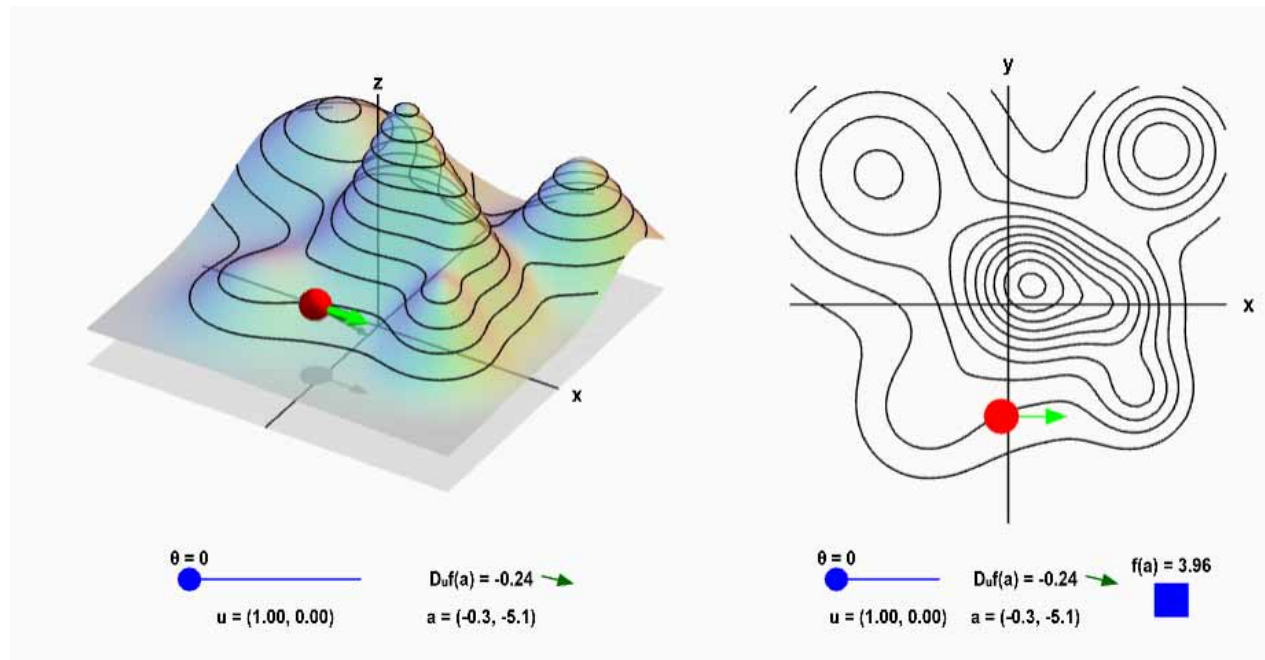 z
x
θ = 0
Duf(a) = -0.24
u = (1.00, 0.00)
a = (-0.3, -5.1)
y
x
θ = 0
Duf(a) = -0.24
f(a) = 3.96
u = (1.00, 0.00)
a = (-0.3, -5.1)